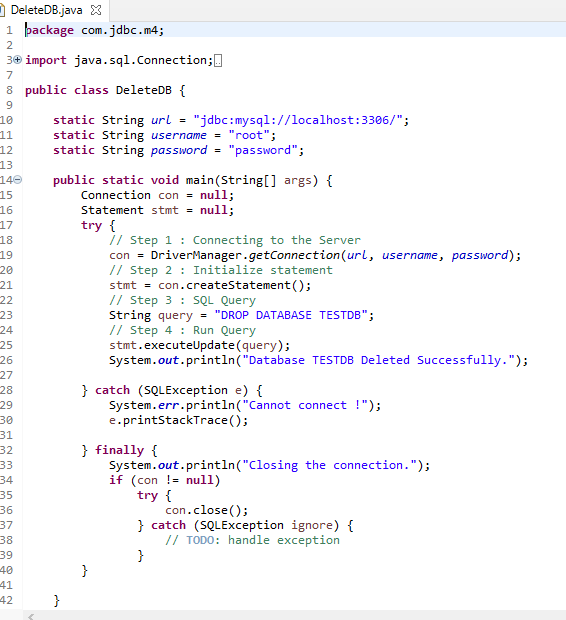 DeleteDB.java
1 package com.jdbc.m4;
2
3 import java.sql.Connection;
7
8 public class DeleteDB {
9
10 static String url = "jdbc:mysql://localhost:3306/";
11 static String username = "root";
12 static String password = "password";
13
14 public static void main(String[] args) {
15 Connection con = null;
16 Statement stmt = null;
17 try {
18 // Step 1 : Connecting to the Server
19 con = DriverManager.getConnection(url, username, password);
20 // Step 2 : Initialize statement
21 stmt = con.createStatement();
22 // Step 3 : SQL Query
23 String query = "DROP DATABASE TESTDB";
24 // Step 4 : Run Query
25 stmt.executeUpdate(query);
26 System.out.println("Database TESTDB Deleted Successfully.");
27
28 } catch (SQLException e) {
29 System.err.println("Cannot connect !");
30 e.printStackTrace();
31
32 } finally {
33 System.out.println("Closing the connection.");
34 if (con != null)
35 try {
36 con.close();
37 } catch (SQLException ignore) {
38 // TODO: handle exception
39 }
40 }
41
42 }